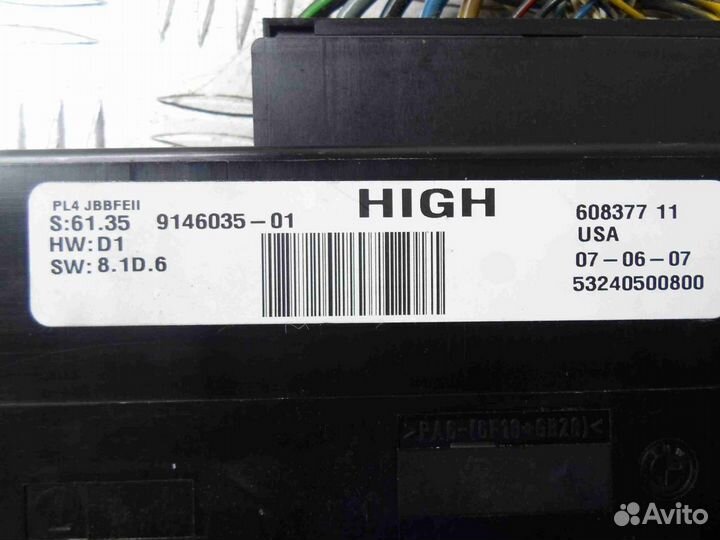 PL4 JBBFEII
S:61.35 9146035-01
HW:D1
SW:8.1D.6
HIGH
608377 11
USA
07-06-07
53240500800
Avito